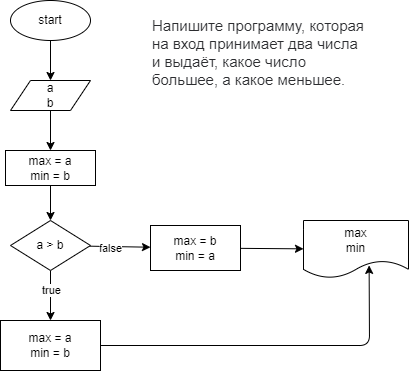 start
Напишите программу, которая
на вход принимает два числа
и выдаёт, какое число
большее, а какое меньшее.
a
b
max = a
min = b
a > b
false
max = b
min = a
max
min
true
max = a
min = b